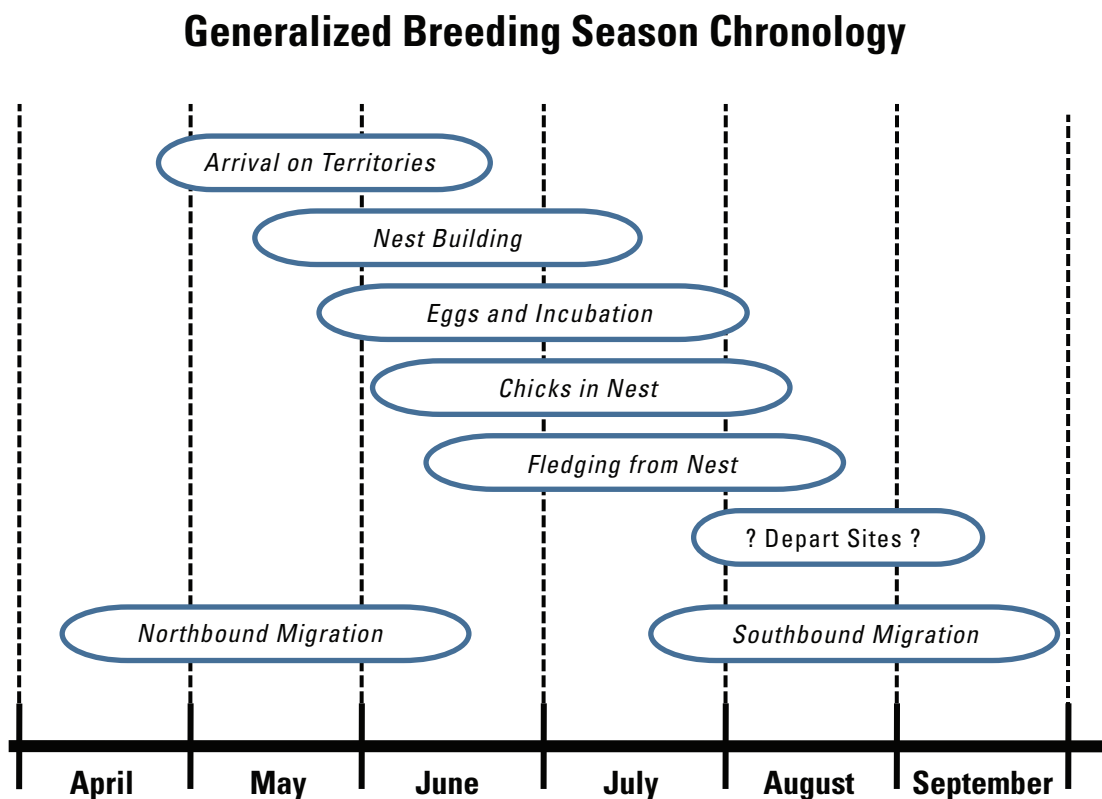 Generalized Breeding Season Chronology
Arrival on Territories
Nest Building
Eggs and Incubation
Chicks in Nest
Fledging from Nest
? Depart Sites ?
Northbound Migration
Southbound Migration
April
May
June
July
August
September